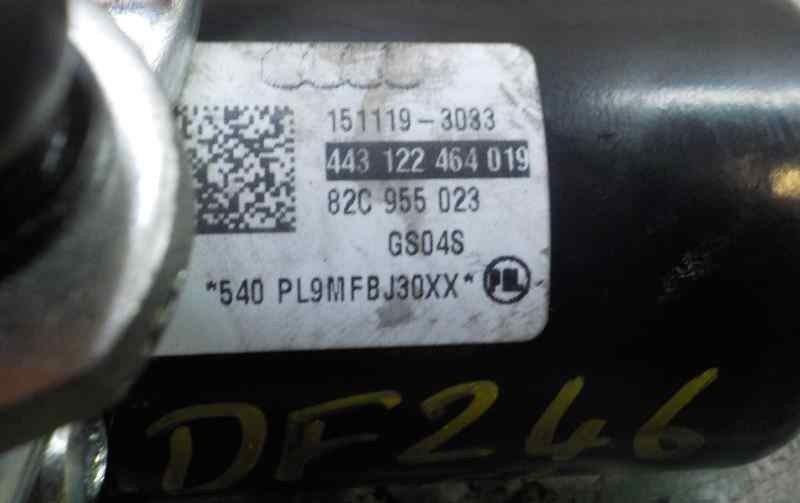 151119-3033
443 122 464 019
82C 955 023
GS04S
*540 PL9MFBJ30XX*
DF246